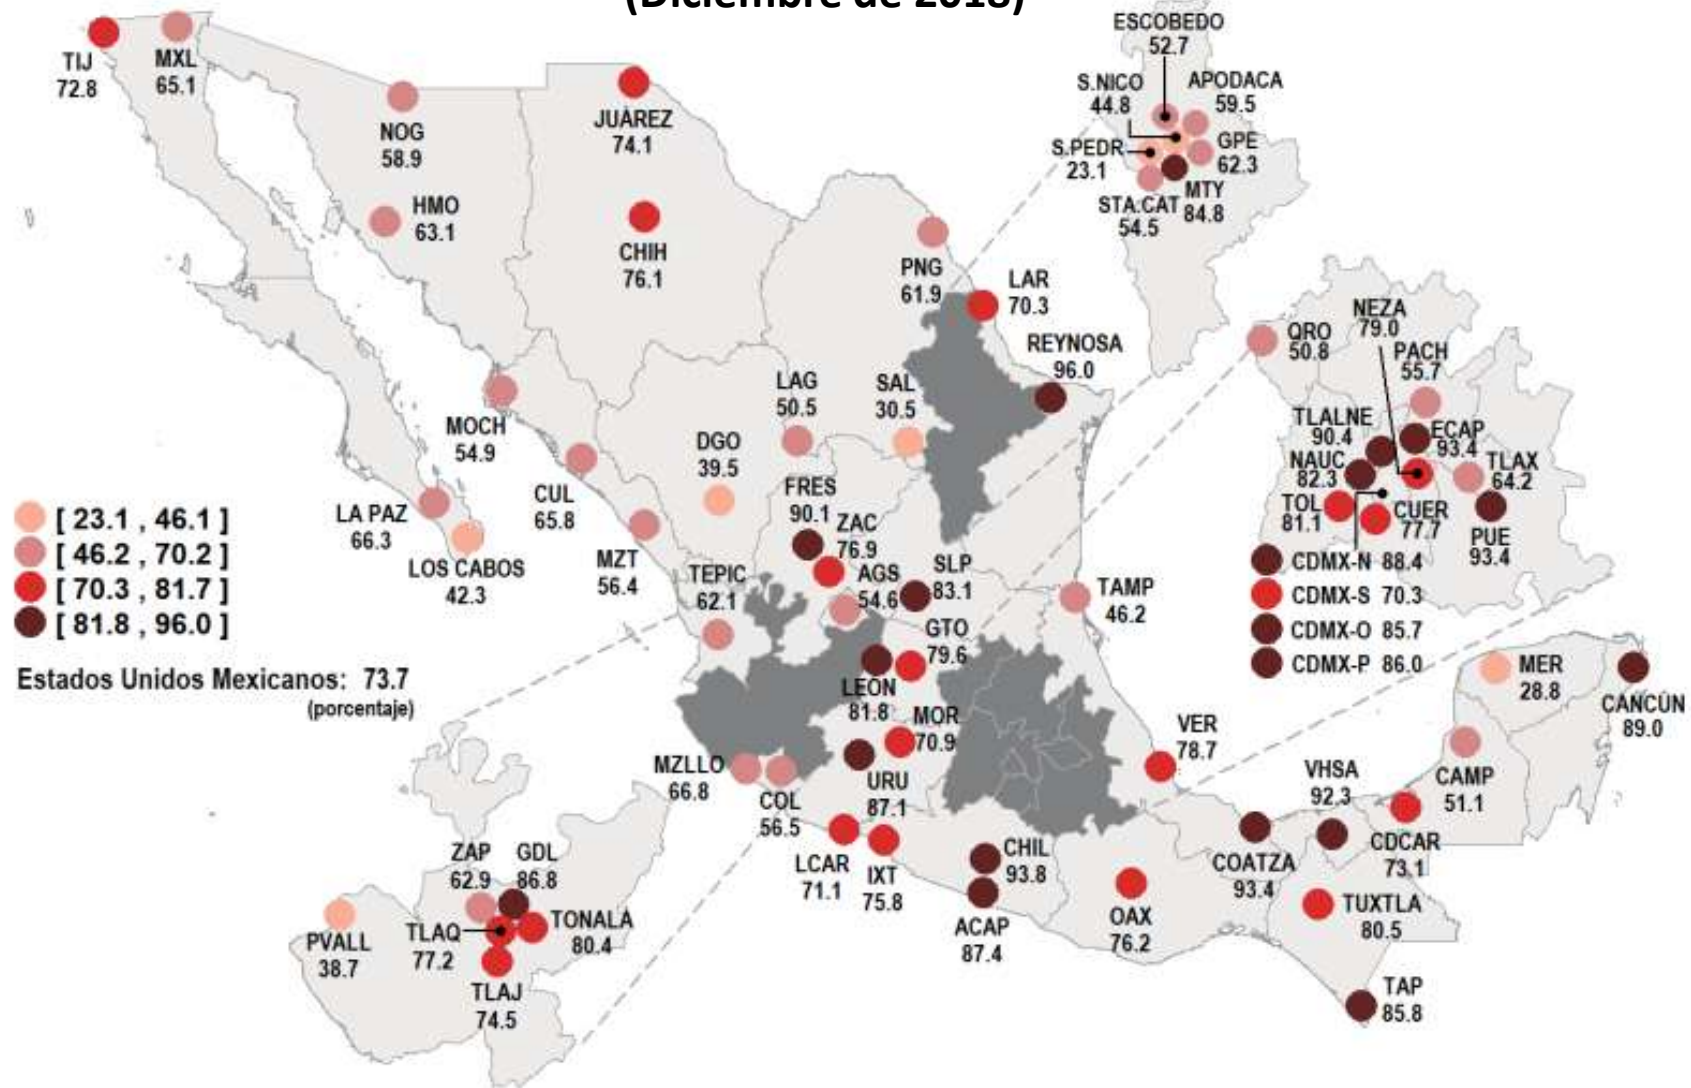 (Diciembre de 2018)
TIJ
72.8
MXL
65.1
NOG
58.9
HMO
63.1
JUÁREZ
74.1
CHIH
76.1
ESCOBEDO
52.7
S.NICO
44.8
APODACA
59.5
S.PEDR
23.1
GPE
62.3
STA.CAT
54.5
MTY
84.8
PNG
61.9
LAR
70.3
REYNOSA
96.0
LAG
50.5
SAL
30.5
MOCH
54.9
DGO
39.5
CUL
65.8
LA PAZ
66.3
LOS CABOS
42.3
MZT
56.4
FRES
90.1
ZAC
76.9
TEPIC
62.1
AGS
54.6
SLP
83.1
TAMP
46.2
GTO
79.6
LEÓN
81.8
MOR
70.9
URU
87.1
MZLLO
66.8
COL
56.5
LCAR
71.1
IXT
75.8
CHIL
93.8
ACAP
87.4
OAX
76.2
VER
78.7
COATZA
93.4
VHSA
92.3
CDCAR
73.1
CAMP
51.1
MER
28.8
CANCÚN
89.0
TUXTLA
80.5
TAP
85.8
QRO
50.8
NEZA
79.0
PACH
55.7
TLALNE
90.4
ECAP
93.4
NAUC
82.3
TLAX
64.2
TOL
81.1
CUER
77.7
PUE
93.4
CDMX-N 88.4
CDMX-S 70.3
CDMX-O 85.7
CDMX-P 86.0
[ 23.1 , 46.1 ]
[ 46.2 , 70.2 ]
[ 70.3 , 81.7 ]
[ 81.8 , 96.0 ]
Estados Unidos Mexicanos: 73.7
(porcentaje)
ZAP
62.9
GDL
86.8
PVALL
38.7
TLAQ
77.2
TONALÁ
80.4
TLAJ
74.5